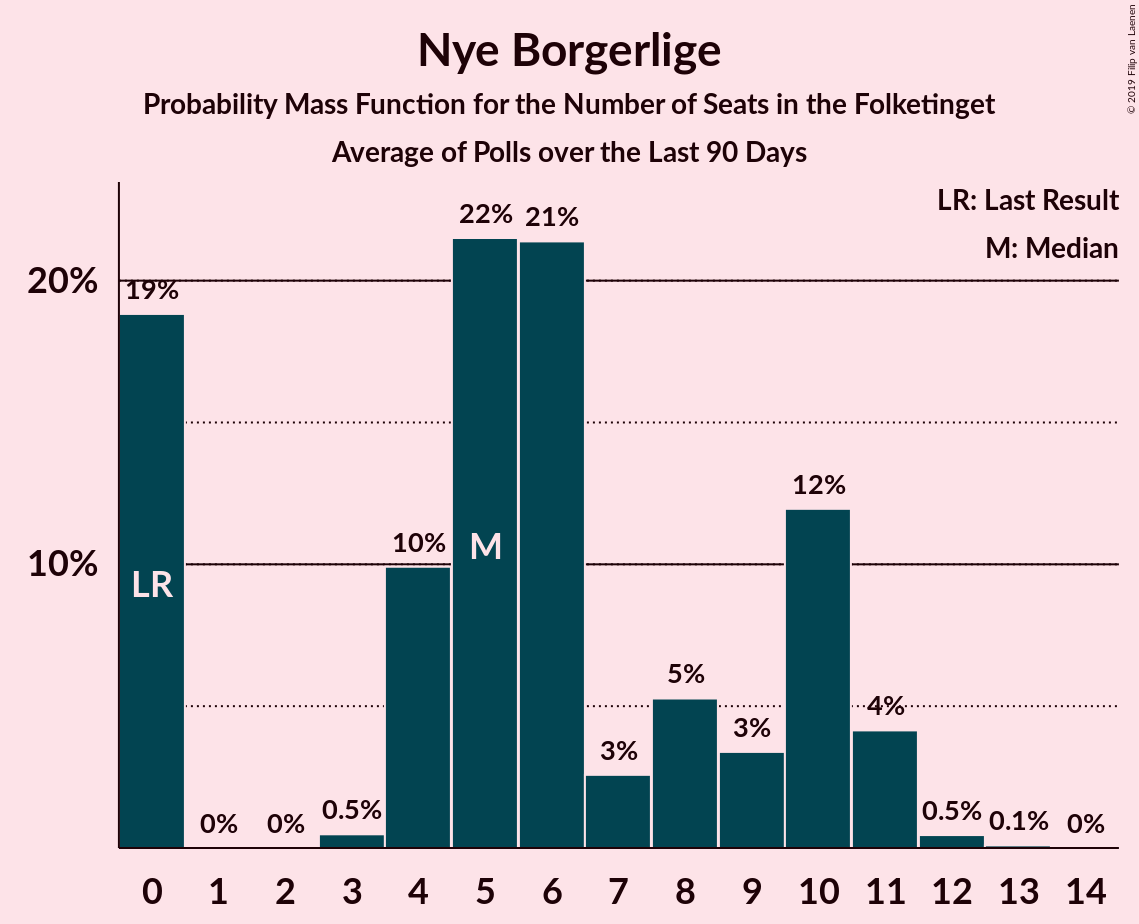 Nye Borgerlige
Probability Mass Function for the Number of Seats in the Folketinget
Average of Polls over the Last 90 Days
© 2019 Filip van Laenen
LR: Last Result
M: Median
22%
21%
20%
19%
12%
10%
10%
M
LR
5%
4%
3%
3%
0%
0%
0.5%
0.5%
0.1%
0%
0 1 2 3 4 5 6 7 8 9 10 11 12 13 14